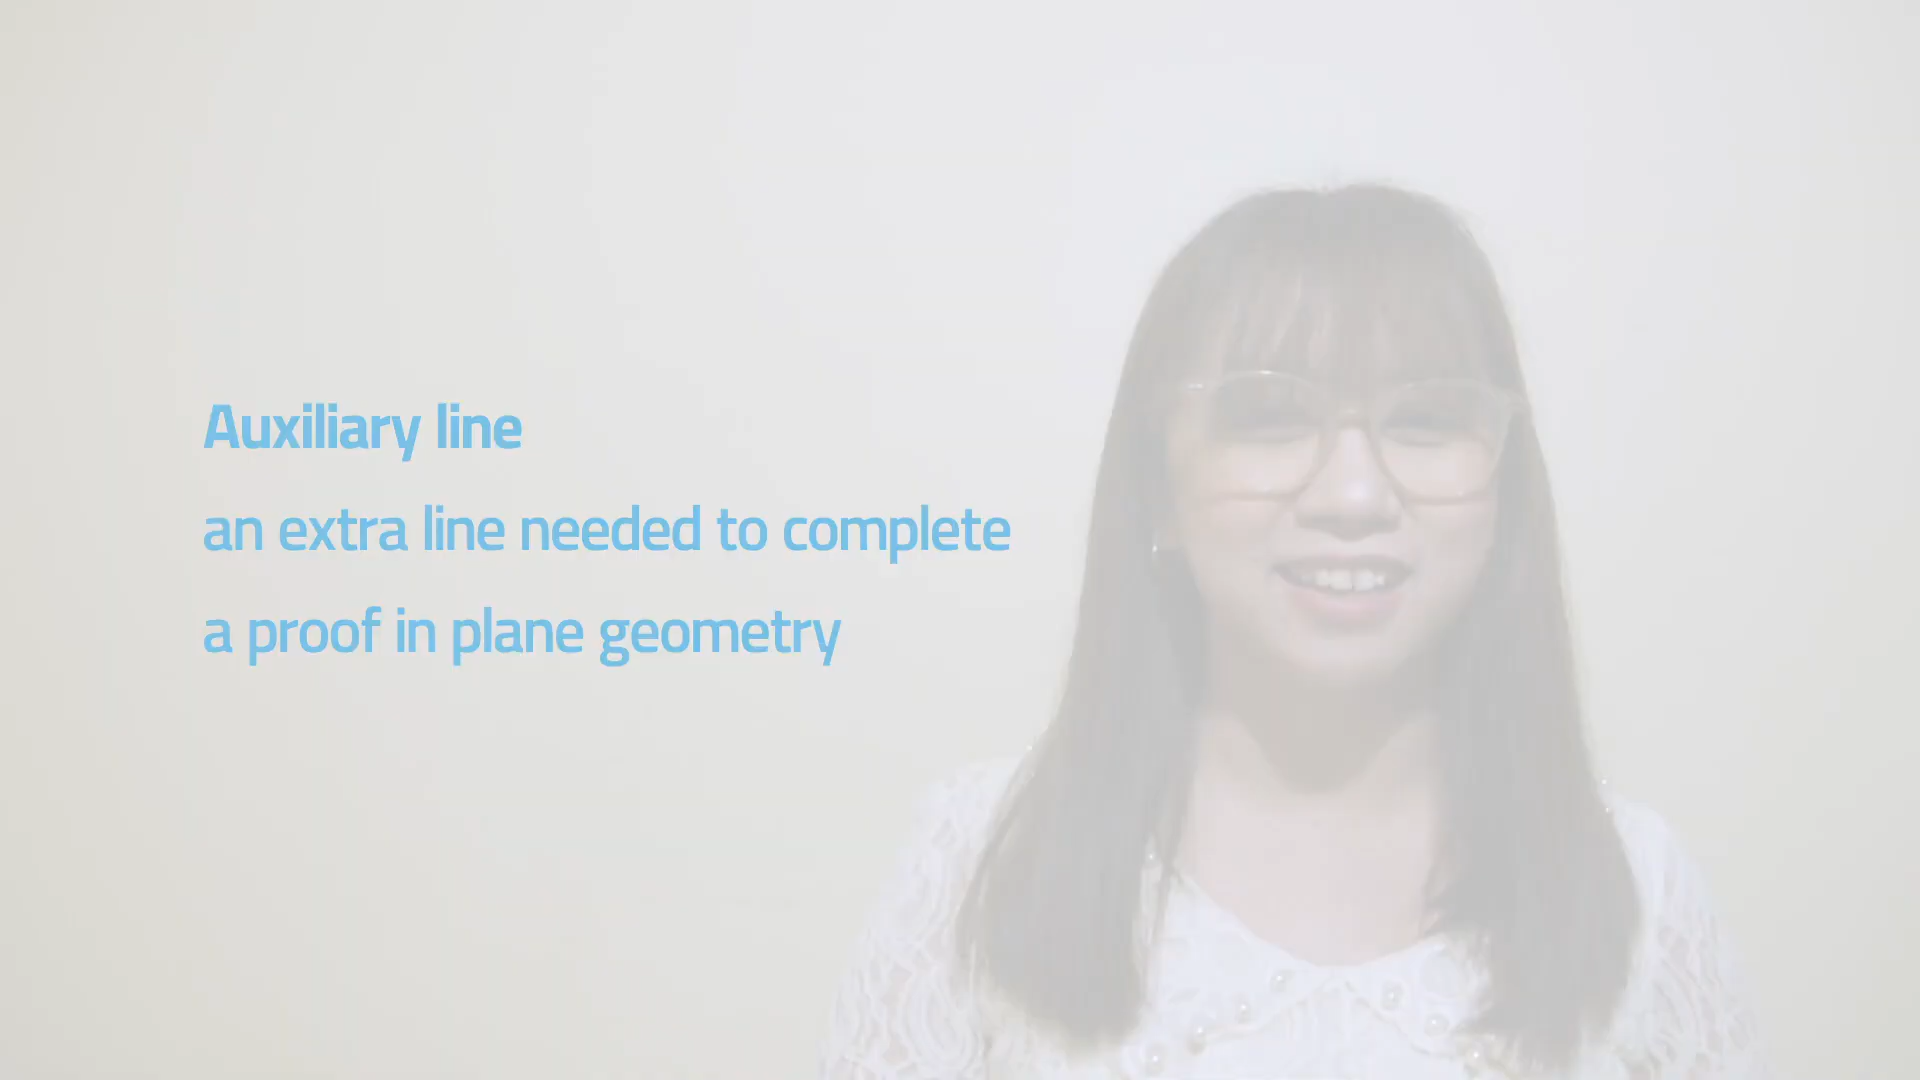 Auxiliary line
an extra line needed to complete
a proof in plane geometry